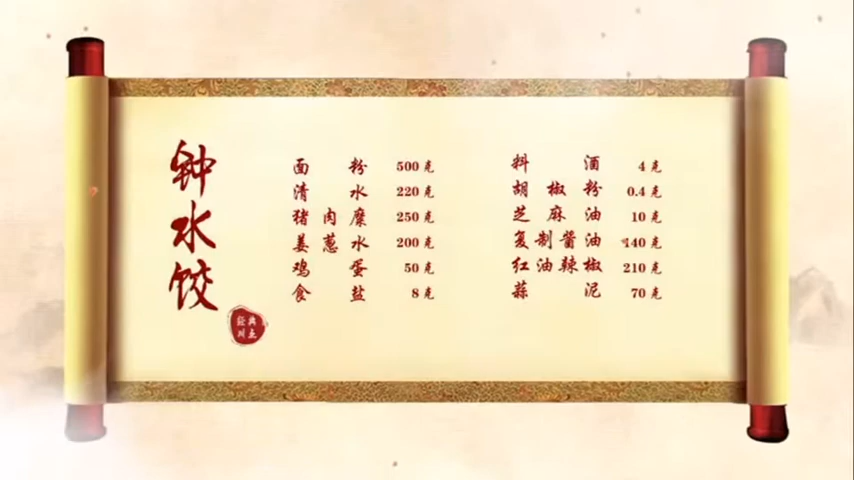 钟水饺
面粉 500克
清水 220克
猪肉糜 250克
姜葱水 200克
鸡蛋 50克
食盐 8克
料酒 4克
胡椒粉 0.4克
芝麻油 10克
复制酱油 140克
红油辣椒 210克
蒜泥 70克